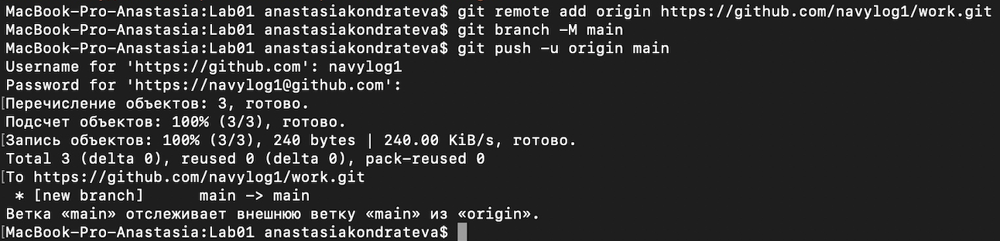 MacBook-Pro-Anastasia:Lab01 anastasiakondrateva$ git remote add origin https://github.com/navylog1/work.git
MacBook-Pro-Anastasia:Lab01 anastasiakondrateva$ git branch -M main
MacBook-Pro-Anastasia:Lab01 anastasiakondrateva$ git push -u origin main
Username for 'https://github.com': navylog1
Password for 'https://navylog1@github.com':
[Перечисление объектов: 3, готово.
Подсчет объектов: 100% (3/3), готово.
[Запись объектов: 100% (3/3), 240 bytes | 240.00 KiB/s, готово.
Total 3 (delta 0), reused 0 (delta 0), pack-reused 0
[To https://github.com/navylog1/work.git
 * [new branch]      main -> main
Ветка «main» отслеживает внешнюю ветку «main» из «origin».
[MacBook-Pro-Anastasia:Lab01 anastasiakondrateva$